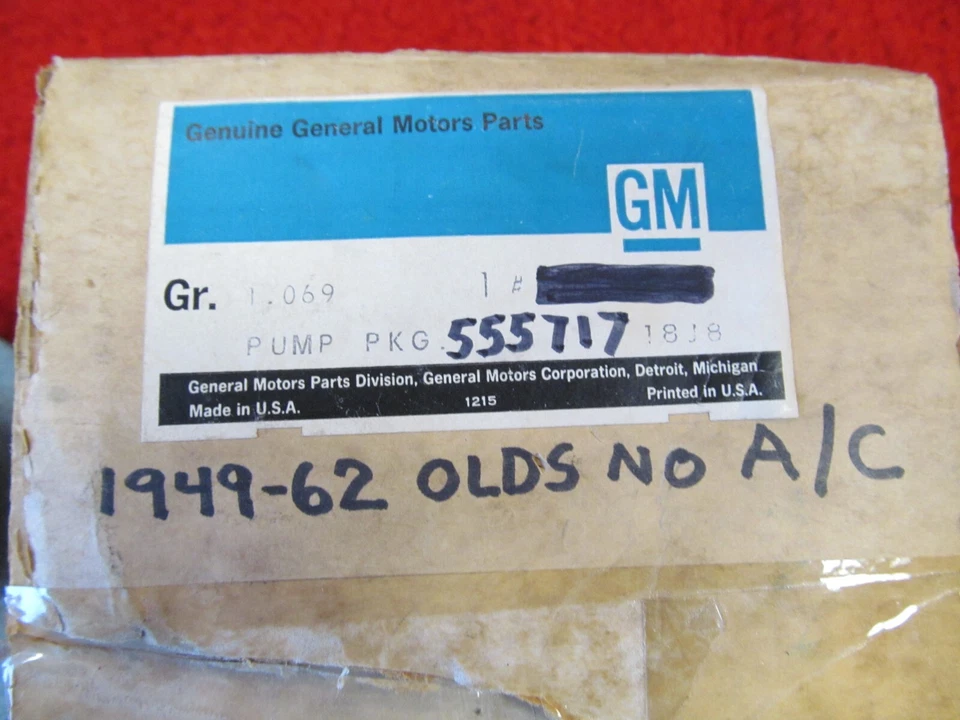 Genuine General Motors Parts
GM
Gr. 1.069 1 #
PUMP PKG. 555717 1818
General Motors Parts Division, General Motors Corporation, Detroit, Michigan
Made in U.S.A. 1215 Printed in U.S.A.
1949-62 OLDS NO A/C